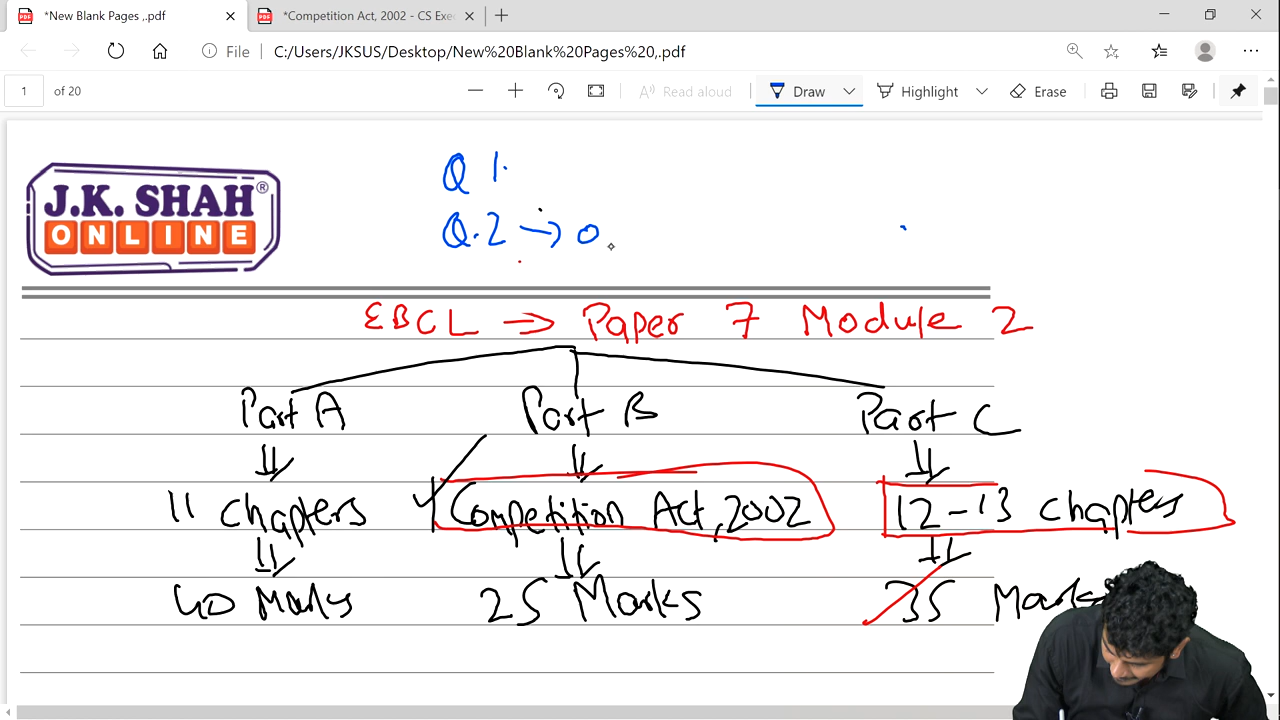 *New Blank Pages ,.pdf
*Competition Act, 2002 - CS Exe
File C:/Users/JKSUS/Desktop/New%20Blank%20Pages%20,.pdf
1 of 20
Read aloud
Draw
Highlight
Erase
J.K. SHAH®
ONLINE
Q 1.
Q.2 → 0
EBCL ⇒ Paper 7 Module 2
Part A Part B Part C
11 chapters Competition Act, 2002 12-13 chapters
40 Marks 25 Marks 35 Marks